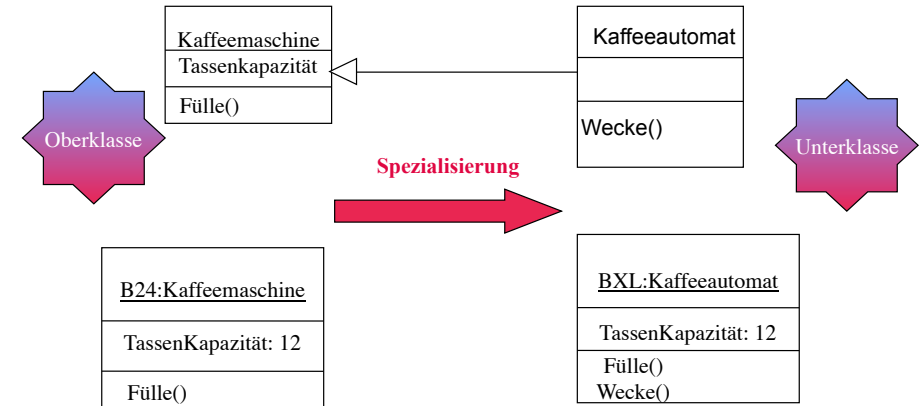 Kaffeemaschine
Tassenkapazität
Fülle()
Kaffeeautomat
Wecke()
Oberklasse
Unterklasse
Spezialisierung
B24:Kaffeemaschine
TassenKapazität: 12
Fülle()
BXL:Kaffeeautomat
TassenKapazität: 12
Fülle()
Wecke()